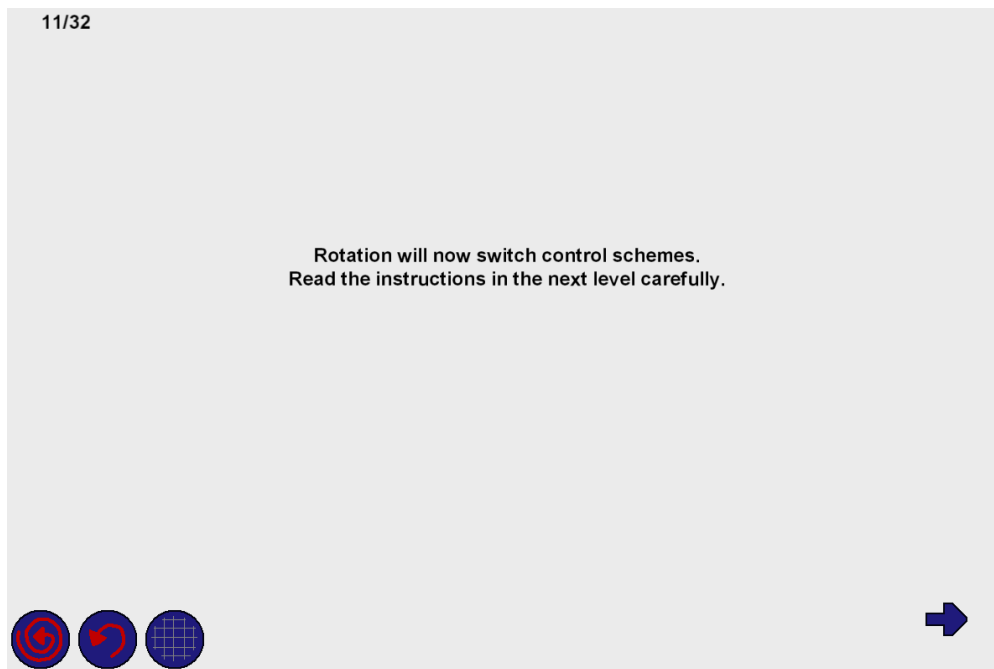 11/32
Rotation will now switch control schemes.
Read the instructions in the next level carefully.